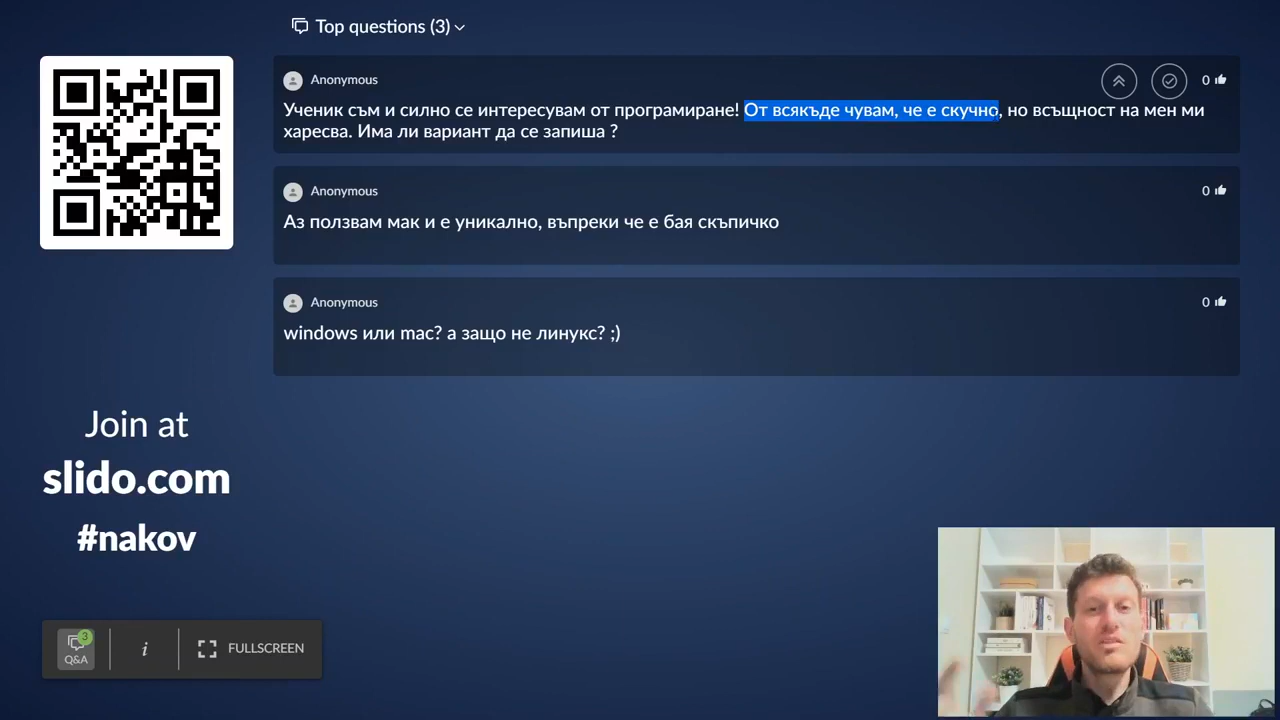 Top questions (3)
Anonymous
0
Ученик съм и силно се интересувам от програмиране! От всякъде чувам, че е скучно, но всъщност на мен ми
харесва. Има ли вариант да се запиша ?
Anonymous
0
Аз ползвам мак и е уникално, въпреки че е бая скъпичко
Anonymous
0
windows или mac? а защо не линукс? ;)
Join at
slido.com
#nakov
3
Q&A
i
FULLSCREEN